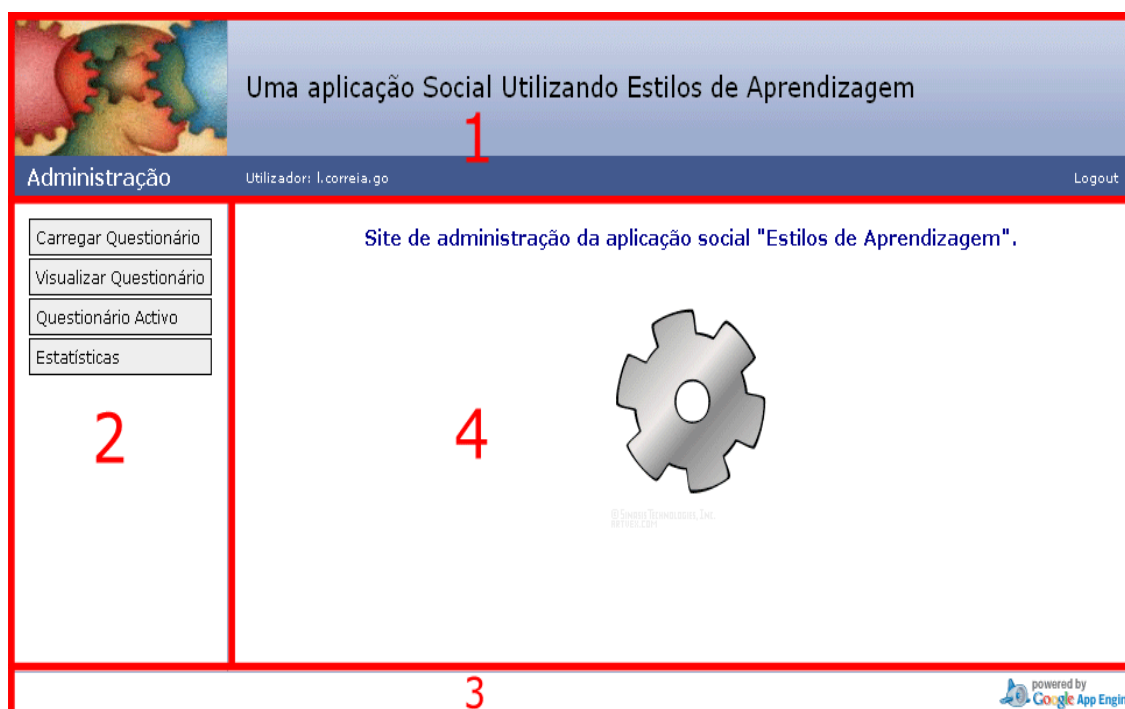 Uma aplicação Social Utilizando Estilos de Aprendizagem
1
Administração
Utilizador: l.correia.go
Logout
Carregar Questionário
Visualizar Questionário
Questionário Activo
Estatísticas
2
Site de administração da aplicação social "Estilos de Aprendizagem".
4
3
powered by
Google App Engin